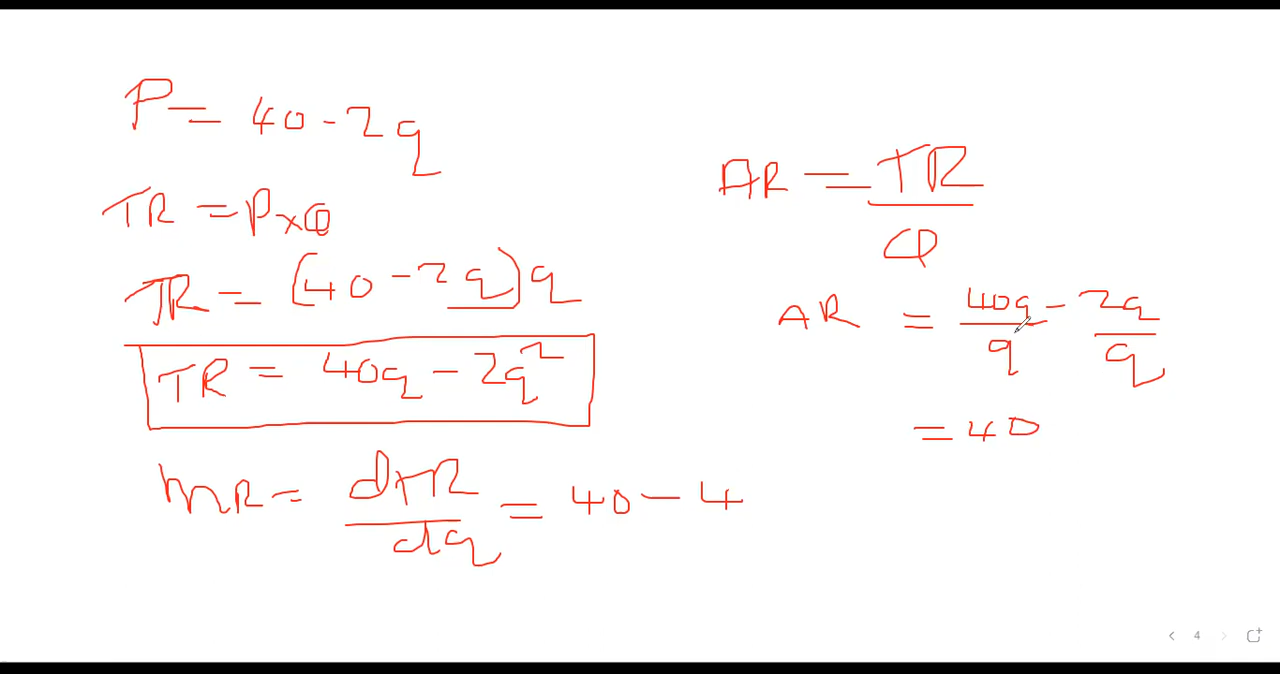 P = 40 - 2q
TR = P x Q
TR = (40 - 2q)q
TR = 40q - 2q²
MR = dTR/dq = 40 - 4
AR = TR/Q
AR = 40q/q - 2q/q
= 40
4